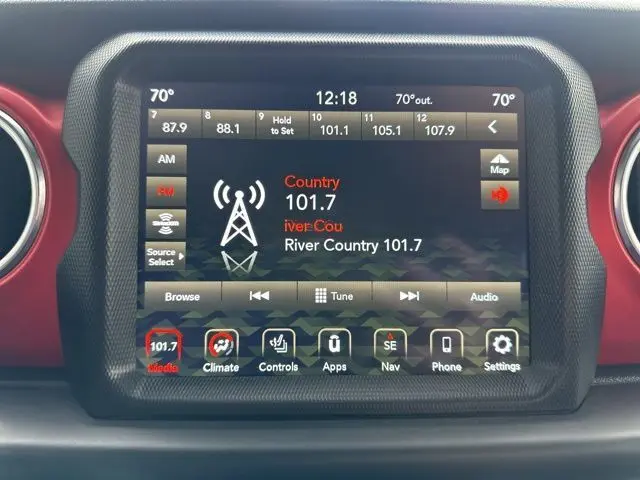 70° 12:18 70°out. 70°
7 87.9 8 88.1 9 Hold to Set 10 101.1 11 105.1 12 107.9
AM
Map
Country
FM
101.7
iver Cou
River Country 101.7
Source
Select
Browse Tune Audio
101.7 SE
Media Climate Controls Apps Nav Phone Settings